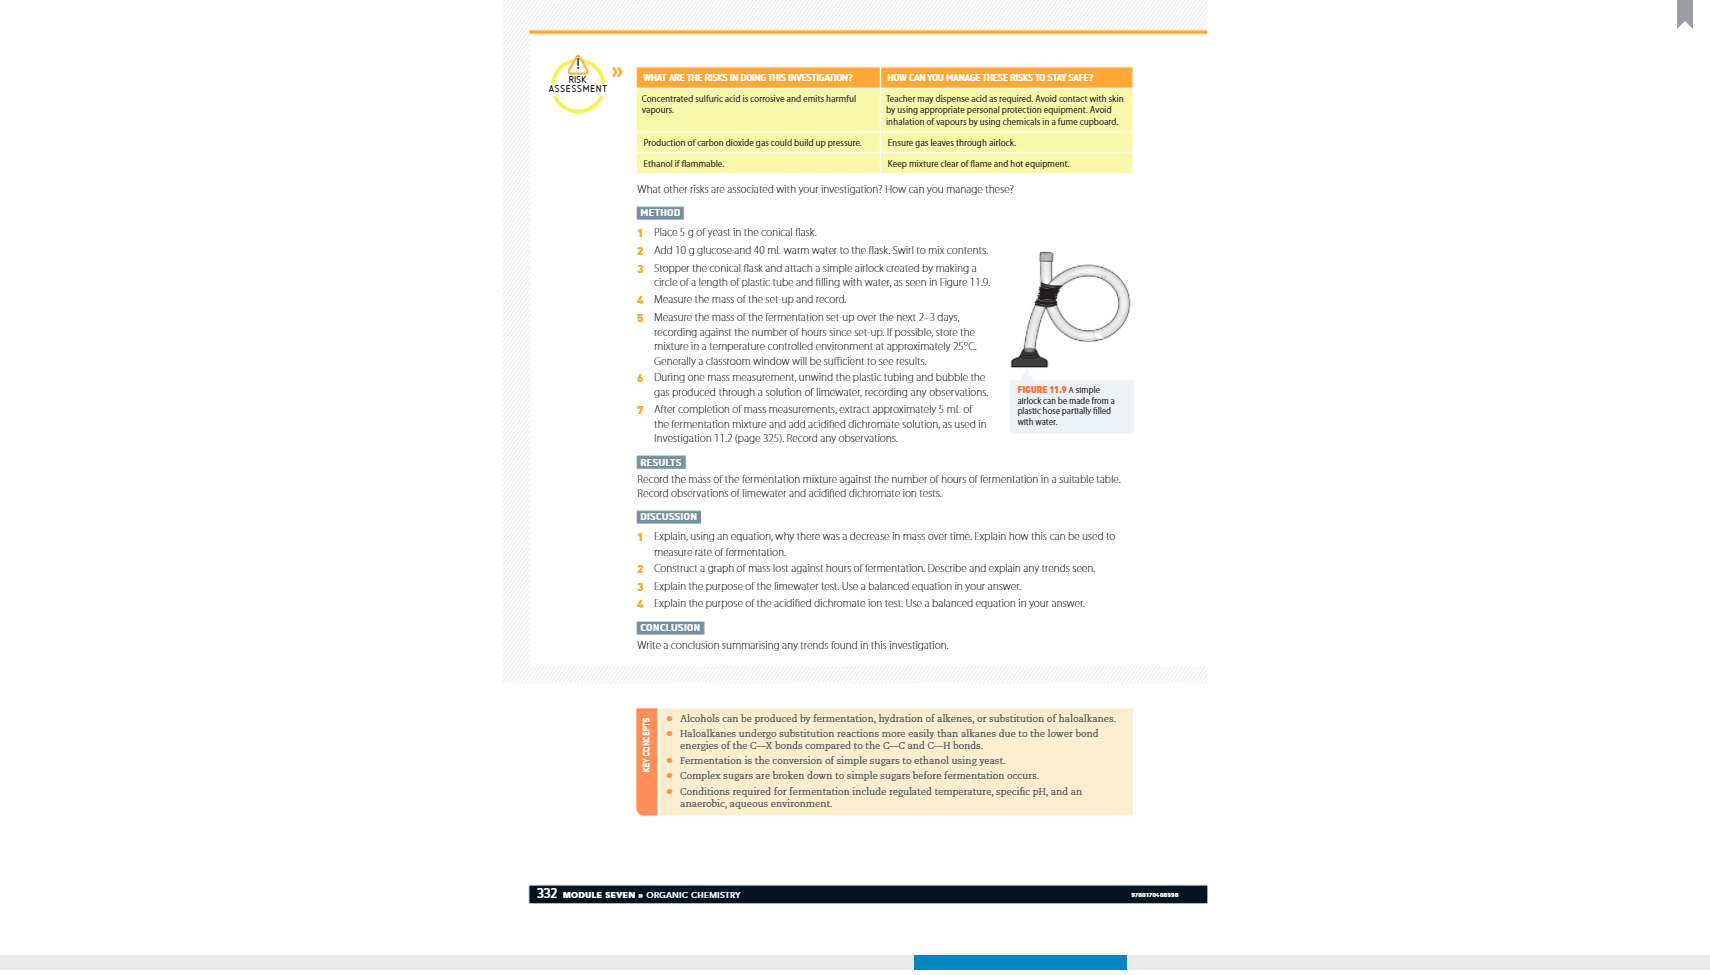 RISK
ASSESSMENT
»
WHAT ARE THE RISKS IN DOING THIS INVESTIGATION?
HOW CAN YOU MANAGE THESE RISKS TO STAY SAFE?
Concentrated sulfuric acid is corrosive and emits harmful
vapours.
Teacher may dispense acid as required. Avoid contact with skin
by using appropriate personal protection equipment. Avoid
inhalation of vapours by using chemicals in a fume cupboard.
Production of carbon dioxide gas could build up pressure.
Ensure gas leaves through airlock.
Ethanol if flammable.
Keep mixture clear of flame and hot equipment.
What other risks are associated with your investigation? How can you manage these?
METHOD
1 Place 5 g of yeast in the conical flask.
2 Add 10 g glucose and 40 mL warm water to the flask. Swirl to mix contents.
3 Stopper the conical flask and attach a simple airlock created by making a
circle of a length of plastic tube and filling with water, as seen in Figure 11.9.
4 Measure the mass of the set-up and record.
5 Measure the mass of the fermentation set-up over the next 2–3 days,
recording against the number of hours since set-up. If possible, store the
mixture in a temperature controlled environment at approximately 25°C.
Generally a classroom window will be sufficient to see results.
6 During one mass measurement, unwind the plastic tubing and bubble the
gas produced through a solution of limewater, recording any observations.
7 After completion of mass measurements, extract approximately 5 mL of
the fermentation mixture and add acidified dichromate solution, as used in
Investigation 11.2 (page 325). Record any observations.
FIGURE 11.9 A simple
airlock can be made from a
plastic hose partially filled
with water.
RESULTS
Record the mass of the fermentation mixture against the number of hours of fermentation in a suitable table.
Record observations of limewater and acidified dichromate ion tests.
DISCUSSION
1 Explain, using an equation, why there was a decrease in mass over time. Explain how this can be used to
measure rate of fermentation.
2 Construct a graph of mass lost against hours of fermentation. Describe and explain any trends seen.
3 Explain the purpose of the limewater test. Use a balanced equation in your answer.
4 Explain the purpose of the acidified dichromate ion test. Use a balanced equation in your answer.
CONCLUSION
Write a conclusion summarising any trends found in this investigation.
KEY CONCEPTS
● Alcohols can be produced by fermentation, hydration of alkenes, or substitution of haloalkanes.
● Haloalkanes undergo substitution reactions more easily than alkanes due to the lower bond
energies of the C—X bonds compared to the C—C and C—H bonds.
● Fermentation is the conversion of simple sugars to ethanol using yeast.
● Complex sugars are broken down to simple sugars before fermentation occurs.
● Conditions required for fermentation include regulated temperature, specific pH, and an
anaerobic, aqueous environment.
332 MODULE SEVEN » ORGANIC CHEMISTRY
9780170408998